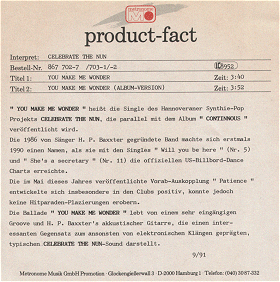 metronome
product-fact
Interpret: CELEBRATE THE NUN
Bestell-Nr. 867 702-7 /703-1/-2 LC 0952
Titel 1: YOU MAKE ME WONDER Zeit: 3:40
Titel 2: YOU MAKE ME WONDER (ALBUM-VERSION) Zeit: 3:52
" YOU MAKE ME WONDER " heißt die Single des Hannoveraner Synthie-Pop
Projekts CELEBRATE THE NUN, die parallel mit dem Album " CONTINUOUS "
veröffentlicht wird.
Die 1986 von Sänger H. P. Baxxter gegründete Band machte sich erstmals
1990 einen Namen, als sie mit den Singles " Will you be here " (Nr. 5)
und " She's a secretary " (Nr. 11) die offiziellen US-Billbord-Dance
Charts erreichte.
Die im Mai dieses Jahres veröffentlichte Vorab-Auskopplung " Patience "
entwickelte sich insbesondere in den Clubs positiv, konnte jedoch
keine Hitparaden-Plazierungen erobern.
Die Ballade " YOU MAKE ME WONDER " lebt von einem sehr eingängigen
Groove und H. P. Baxxter's akkustischer Gitarre, die einen inter-
essanten Gegensatz zum ansonsten von elektronischen Klängen geprägten,
typischen CELEBRATE THE NUN-Sound darstellt.
9/91
Metronome Musik GmbH Promotion · Glockengießerwall 3 · D-2000 Hamburg 1 · Telefon: (040) 30 87 332